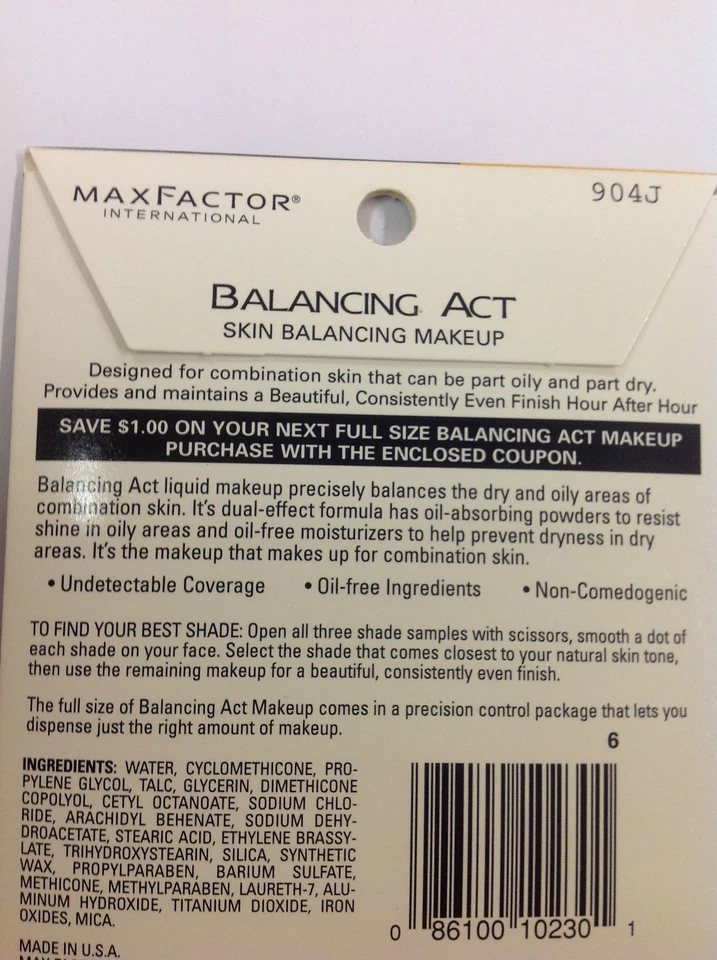 MAXFACTOR®
INTERNATIONAL
904J
BALANCING ACT
SKIN BALANCING MAKEUP
Designed for combination skin that can be part oily and part dry.
Provides and maintains a Beautiful, Consistently Even Finish Hour After Hour
SAVE $1.00 ON YOUR NEXT FULL SIZE BALANCING ACT MAKEUP
PURCHASE WITH THE ENCLOSED COUPON.
Balancing Act liquid makeup precisely balances the dry and oily areas of
combination skin. It's dual-effect formula has oil-absorbing powders to resist
shine in oily areas and oil-free moisturizers to help prevent dryness in dry
areas. It's the makeup that makes up for combination skin.
• Undetectable Coverage • Oil-free Ingredients • Non-Comedogenic
TO FIND YOUR BEST SHADE: Open all three shade samples with scissors, smooth a dot of
each shade on your face. Select the shade that comes closest to your natural skin tone,
then use the remaining makeup for a beautiful, consistently even finish.
The full size of Balancing Act Makeup comes in a precision control package that lets you
dispense just the right amount of makeup.
6
INGREDIENTS: WATER, CYCLOMETHICONE, PRO-
PYLENE GLYCOL, TALC, GLYCERIN, DIMETHICONE
COPOLYOL, CETYL OCTANOATE, SODIUM CHLO-
RIDE, ARACHIDYL BEHENATE, SODIUM DEHY-
DROACETATE, STEARIC ACID, ETHYLENE BRASSY-
LATE, TRIHYDROXYSTEARIN, SILICA, SYNTHETIC
WAX, PROPYLPARABEN, BARIUM SULFATE,
METHICONE, METHYLPARABEN, LAURETH-7, ALU-
MINUM HYDROXIDE, TITANIUM DIOXIDE, IRON
OXIDES, MICA.
0 86100 10230 1
MADE IN U.S.A.